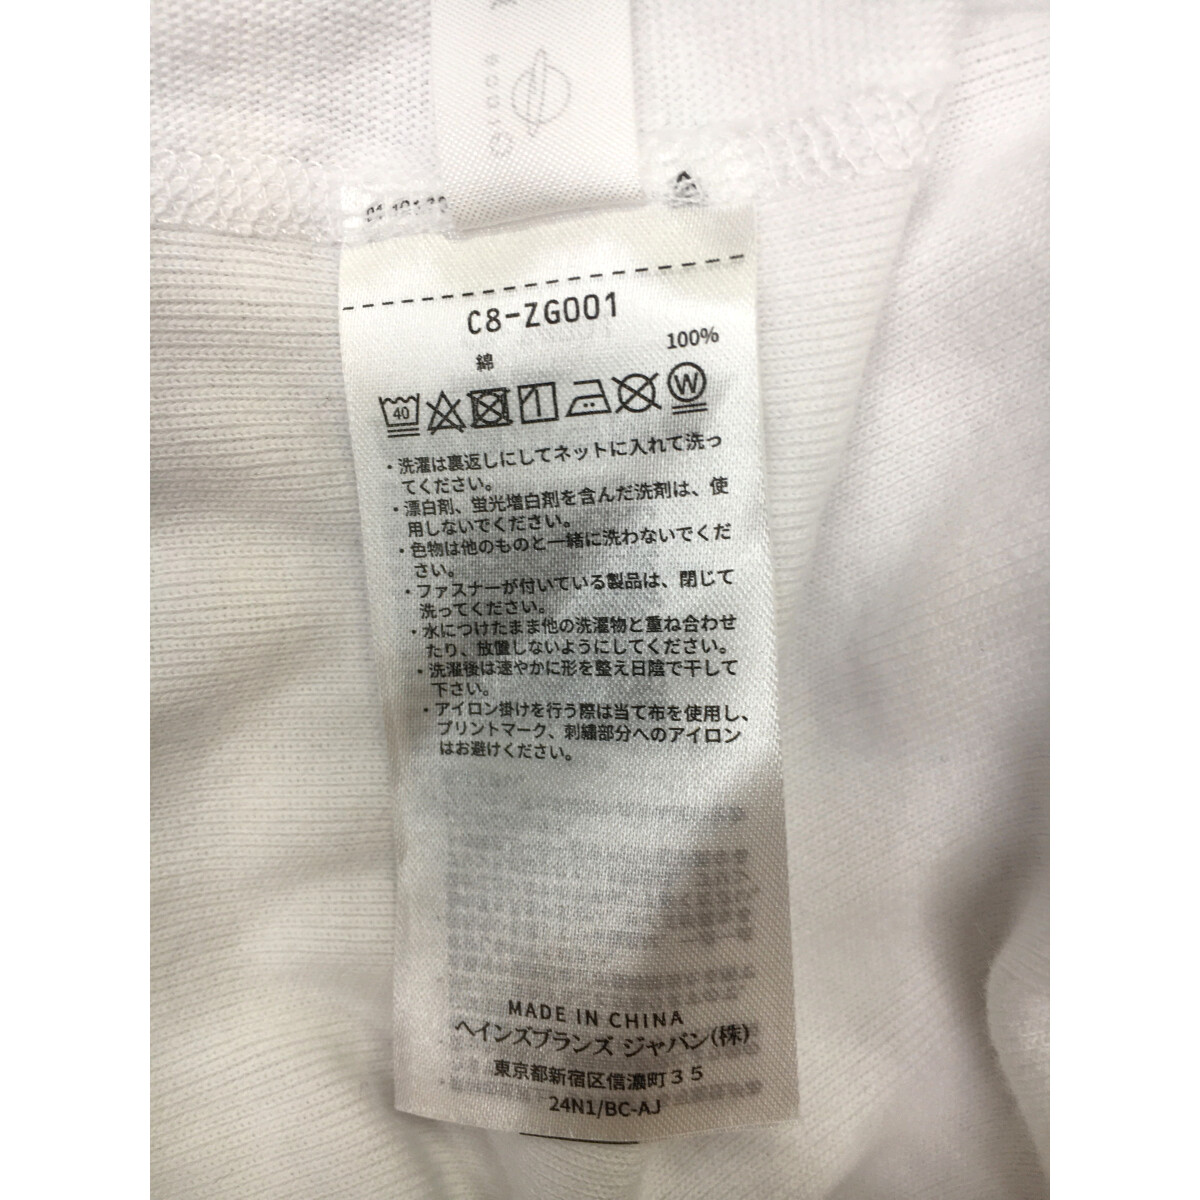 C8-ZG001
綿 100%
40 W
・洗濯は裏返しにしてネットに入れて洗っ
てください。
・漂白剤、蛍光増白剤を含んだ洗剤は、使
用しないでください。
・色物は他のものと一緒に洗わないでくだ
さい。
・ファスナーが付いている製品は、閉じて
洗ってください。
・水につけたまま他の洗濯物と重ね合わせ
たり、放置しないようにしてください。
・洗濯後は速やかに形を整え日陰で干して
下さい。
・アイロン掛けを行う際は当て布を使用し、
プリントマーク、刺繍部分へのアイロン
はお避けください。
MADE IN CHINA
ヘインズブランズ ジャパン(株)
東京都新宿区信濃町３５
24N1/BC-AJ